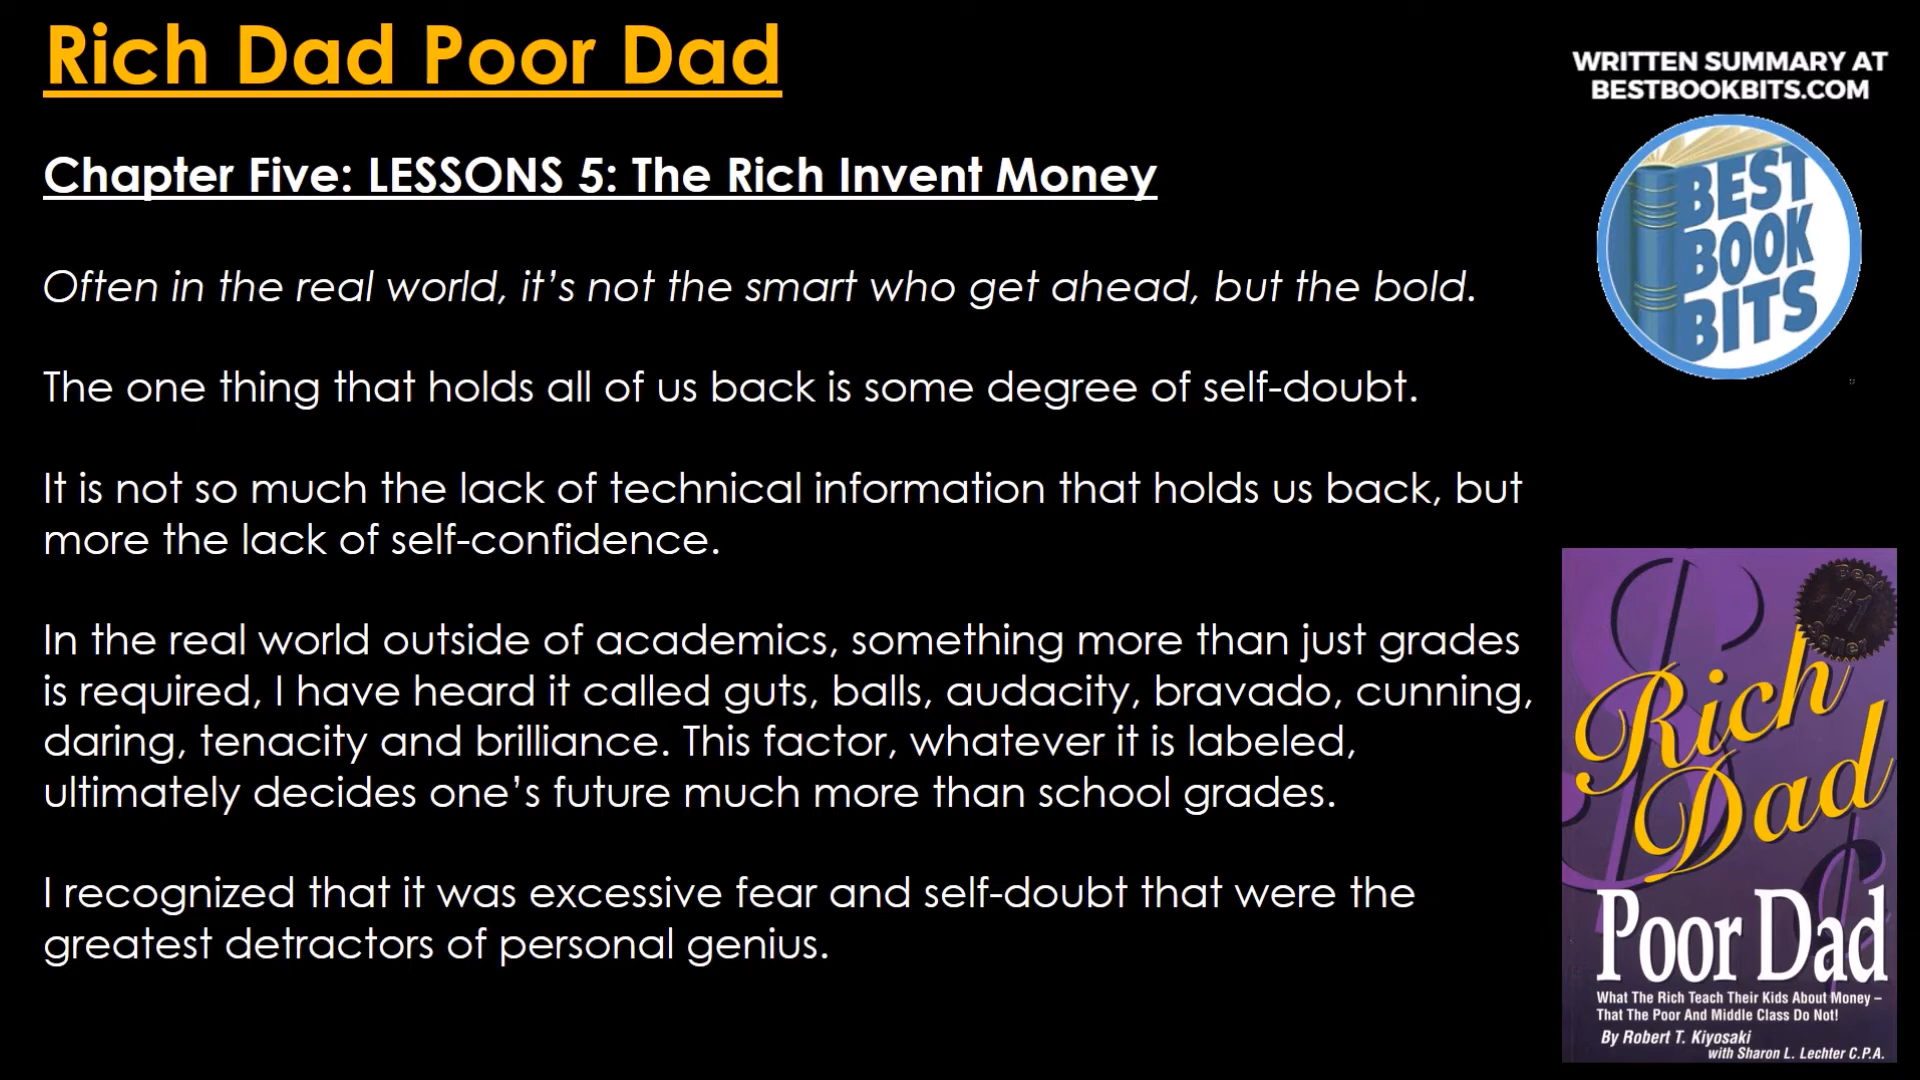 Rich Dad Poor Dad
WRITTEN SUMMARY AT
BESTBOOKBITS.COM
BEST
BOOK
BITS
Chapter Five: LESSONS 5: The Rich Invent Money
Often in the real world, it’s not the smart who get ahead, but the bold.
The one thing that holds all of us back is some degree of self-doubt.
It is not so much the lack of technical information that holds us back, but
more the lack of self-confidence.
In the real world outside of academics, something more than just grades
is required, I have heard it called guts, balls, audacity, bravado, cunning,
daring, tenacity and brilliance. This factor, whatever it is labeled,
ultimately decides one’s future much more than school grades.
I recognized that it was excessive fear and self-doubt that were the
greatest detractors of personal genius.
Best
#1
Seller
Rich
Dad
Poor Dad
What The Rich Teach Their Kids About Money –
That The Poor And Middle Class Do Not!
By Robert T. Kiyosaki
with Sharon L. Lechter C.P.A.